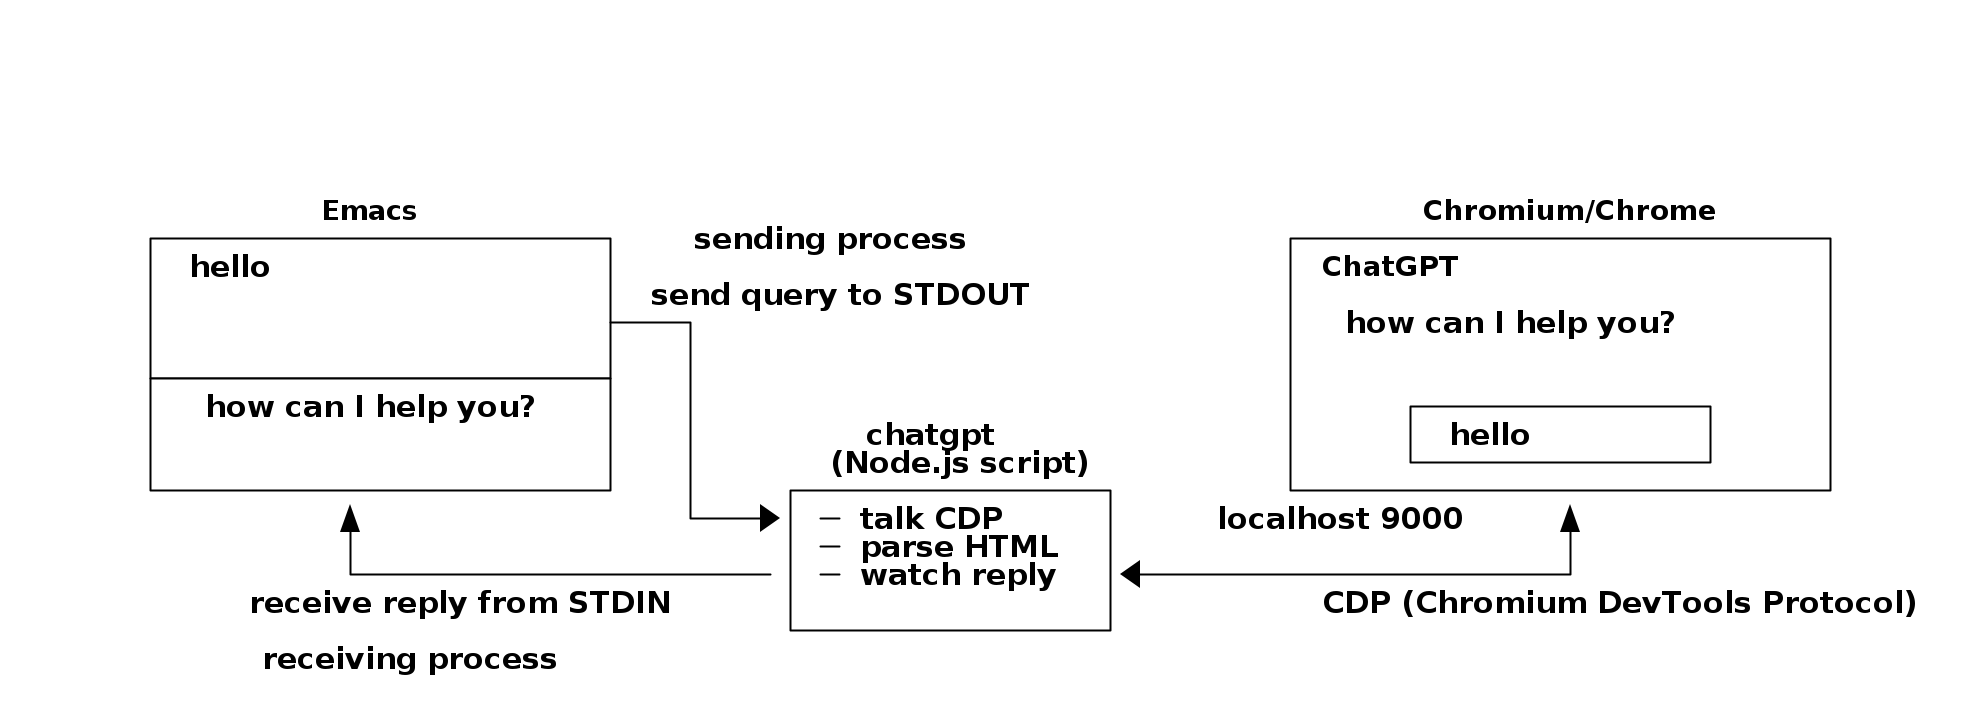 Emacs
hello
how can I help you?
sending process
send query to STDOUT
chatgpt
(Node.js script)
— talk CDP
— parse HTML
— watch reply
receive reply from STDIN
receiving process
Chromium/Chrome
ChatGPT
how can I help you?
hello
localhost 9000
CDP (Chromium DevTools Protocol)